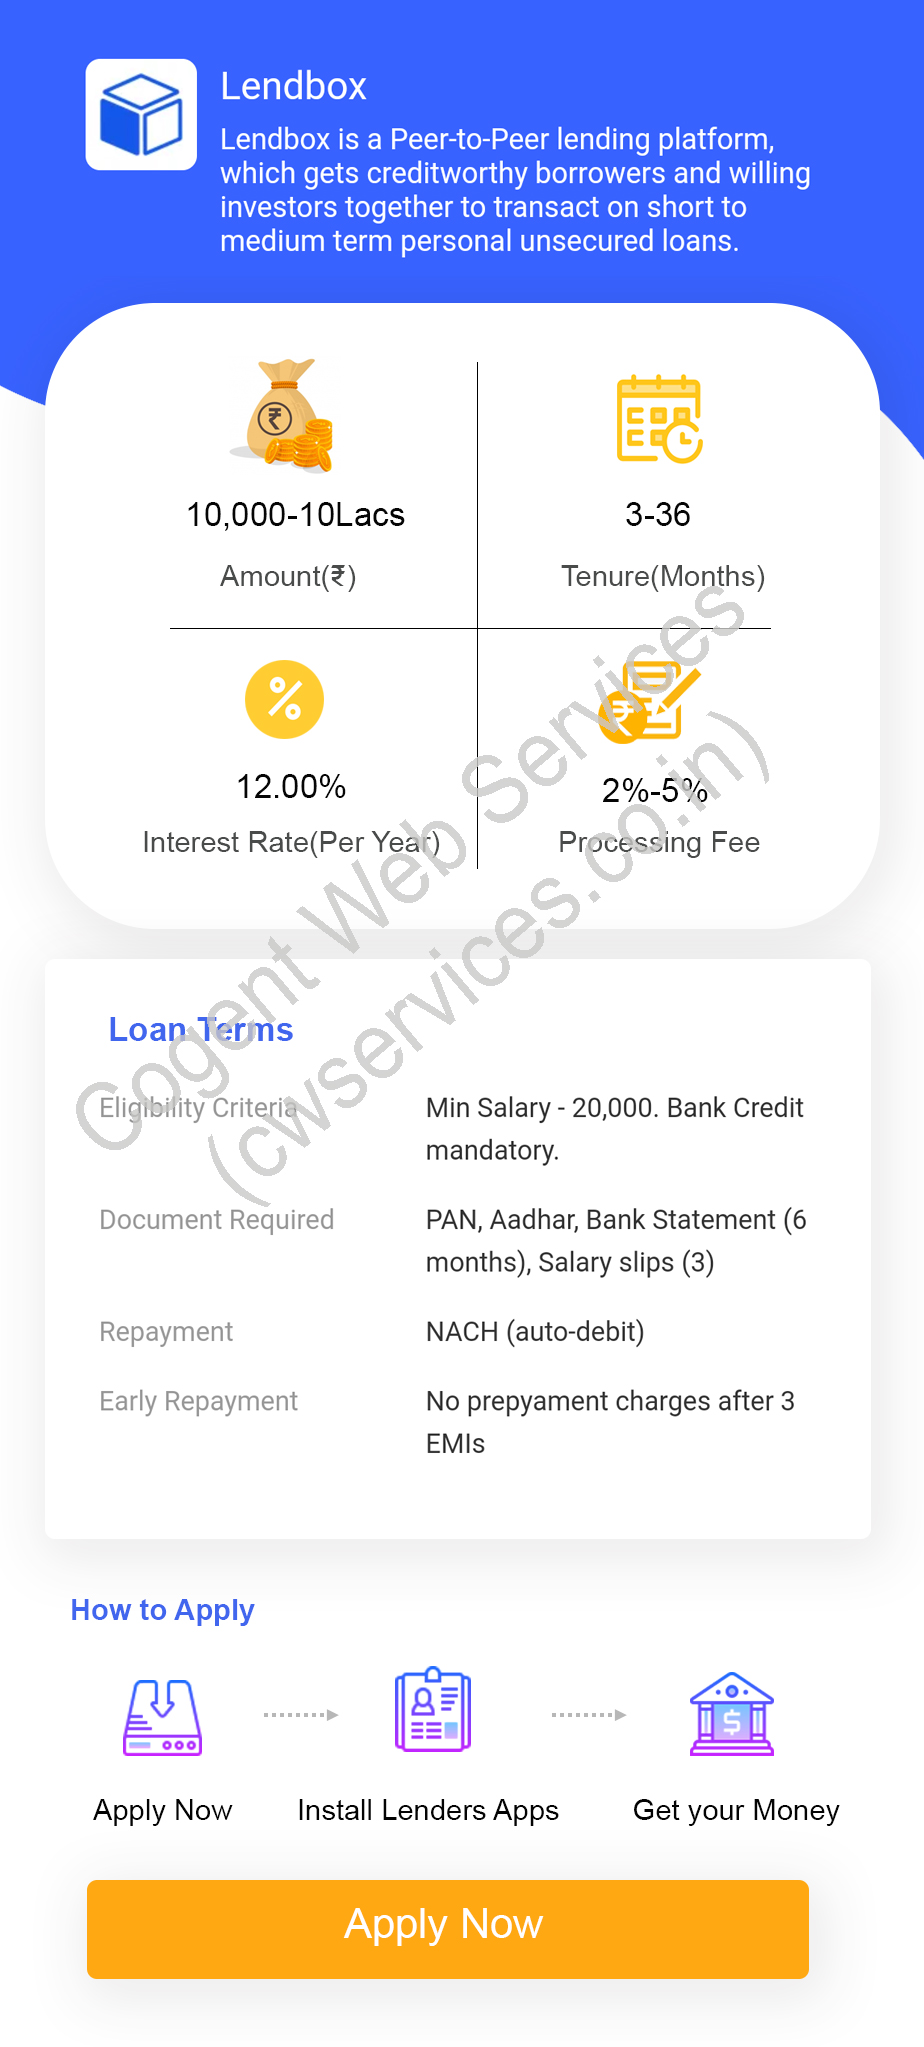 Lendbox
Lendbox is a Peer-to-Peer lending platform,
which gets creditworthy borrowers and willing
investors together to transact on short to
medium term personal unsecured loans.
₹
10,000-10Lacs
3-36
Amount(₹)
Tenure(Months)
%
₹
12.00%
2%-5%
Interest Rate(Per Year)
Processing Fee
Cogent Web Services
(cwservices.co.in)
Loan Terms
Eligibility Criteria
Min Salary - 20,000. Bank Credit
mandatory.
Document Required
PAN, Aadhar, Bank Statement (6
months), Salary slips (3)
Repayment
NACH (auto-debit)
Early Repayment
No prepyament charges after 3
EMIs
How to Apply
$
Apply Now
Install Lenders Apps
Get your Money
Apply Now